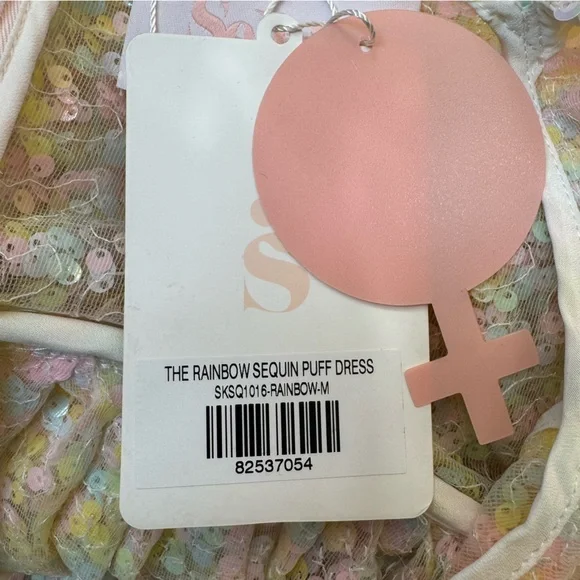 S
THE RAINBOW SEQUIN PUFF DRESS
SKSQ1016-RAINBOW-M
82537054